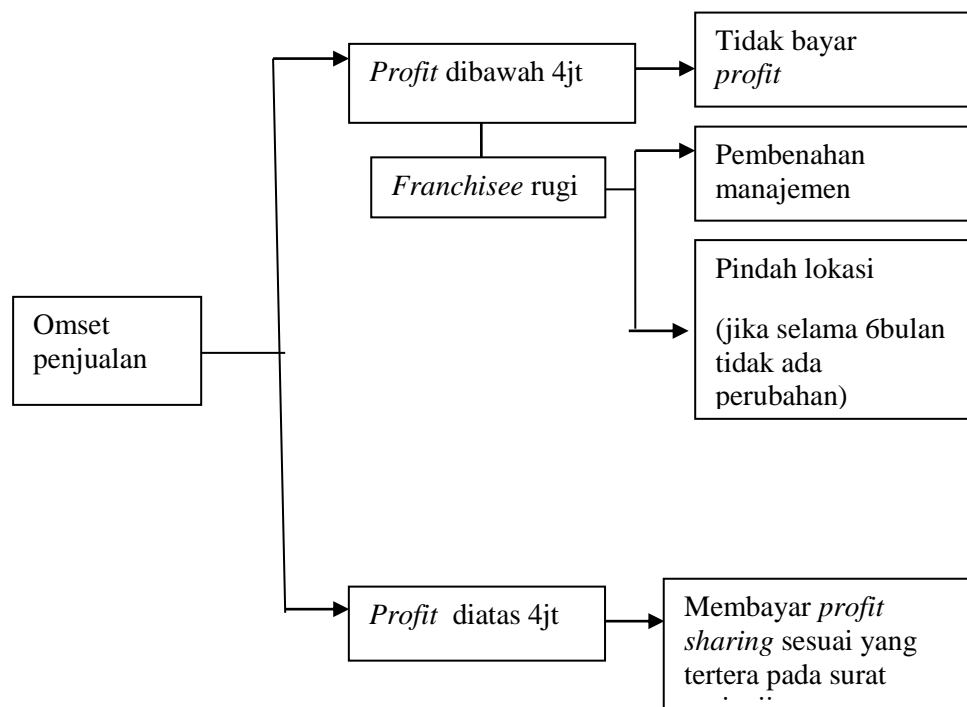 Tidak bayar
profit
Profit dibawah 4jt
Pembenahan
manajemen
Franchisee rugi
Pindah lokasi
(jika selama 6bulan
tidak ada
perubahan)
Omset
penjualan
Profit diatas 4jt
Membayar profit
sharing sesuai yang
tertera pada surat